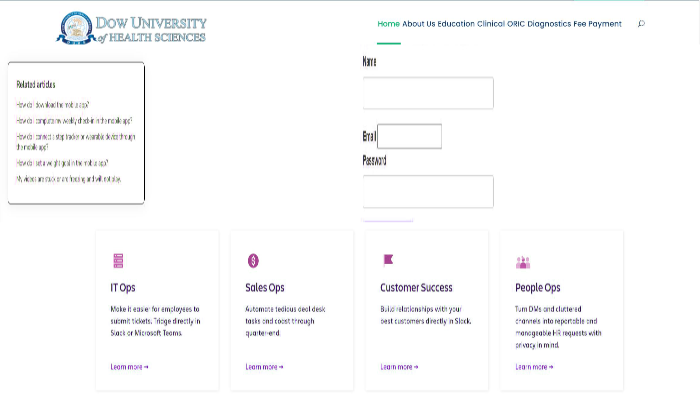 DOW UNIVERSITY
of HEALTH SCIENCES
Home About Us Education Clinical ORIC Diagnostics Fee Payment
Name
Related articles
How do I download the mobile app?
How do I complete my weekly check-in in the mobile app?
How do I connect a step tracker or wearable device through
the mobile app?
How do I set a weight goal in the mobile app?
My videos are stuck or are freezing and will not play.
Email
Password
IT Ops
Make it easier for employees to
submit tickets. Triage directly in
Slack or Microsoft Teams.
Learn more →
Sales Ops
Automate tedious deal desk
tasks and coast through
quarter-end.
Learn more →
Customer Success
Build relationships with your
best customers directly in Slack.
Learn more →
People Ops
Turn DMs and cluttered
channels into reportable and
manageable HR requests with
privacy in mind.
Learn more →